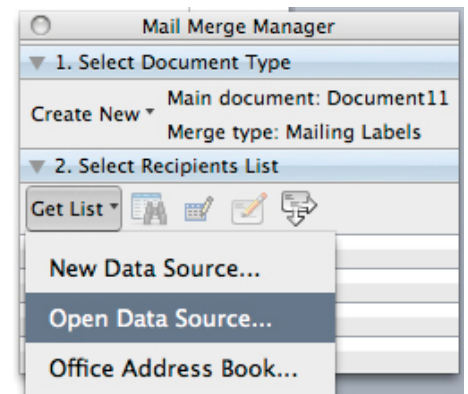 Mail Merge Manager
1. Select Document Type
Create New
Main document: Document11
Merge type: Mailing Labels
2. Select Recipients List
Get List
New Data Source...
Open Data Source...
Office Address Book...